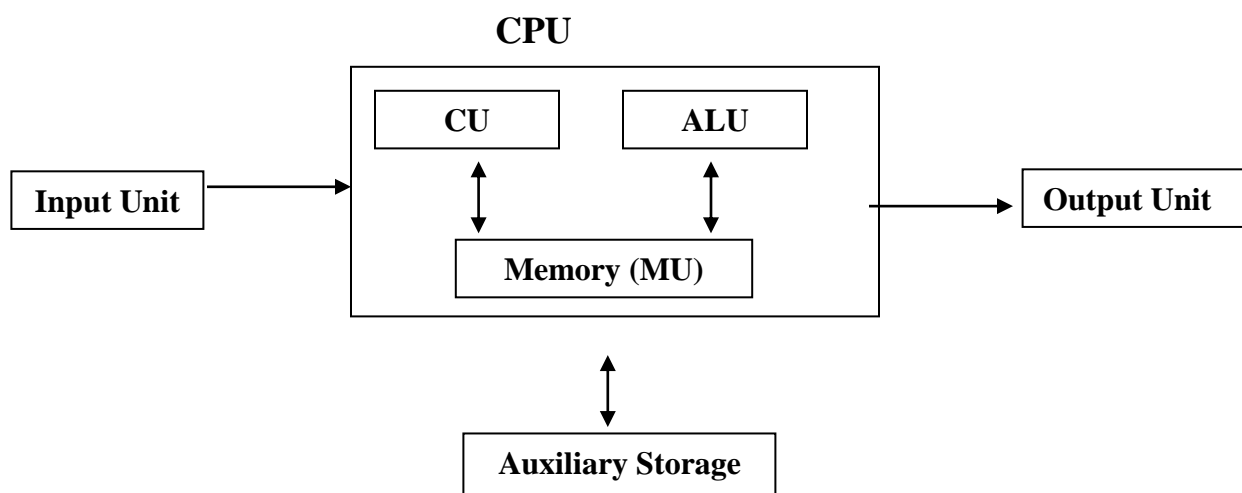 CPU
CU
ALU
Input Unit
Output Unit
Memory (MU)
Auxiliary Storage